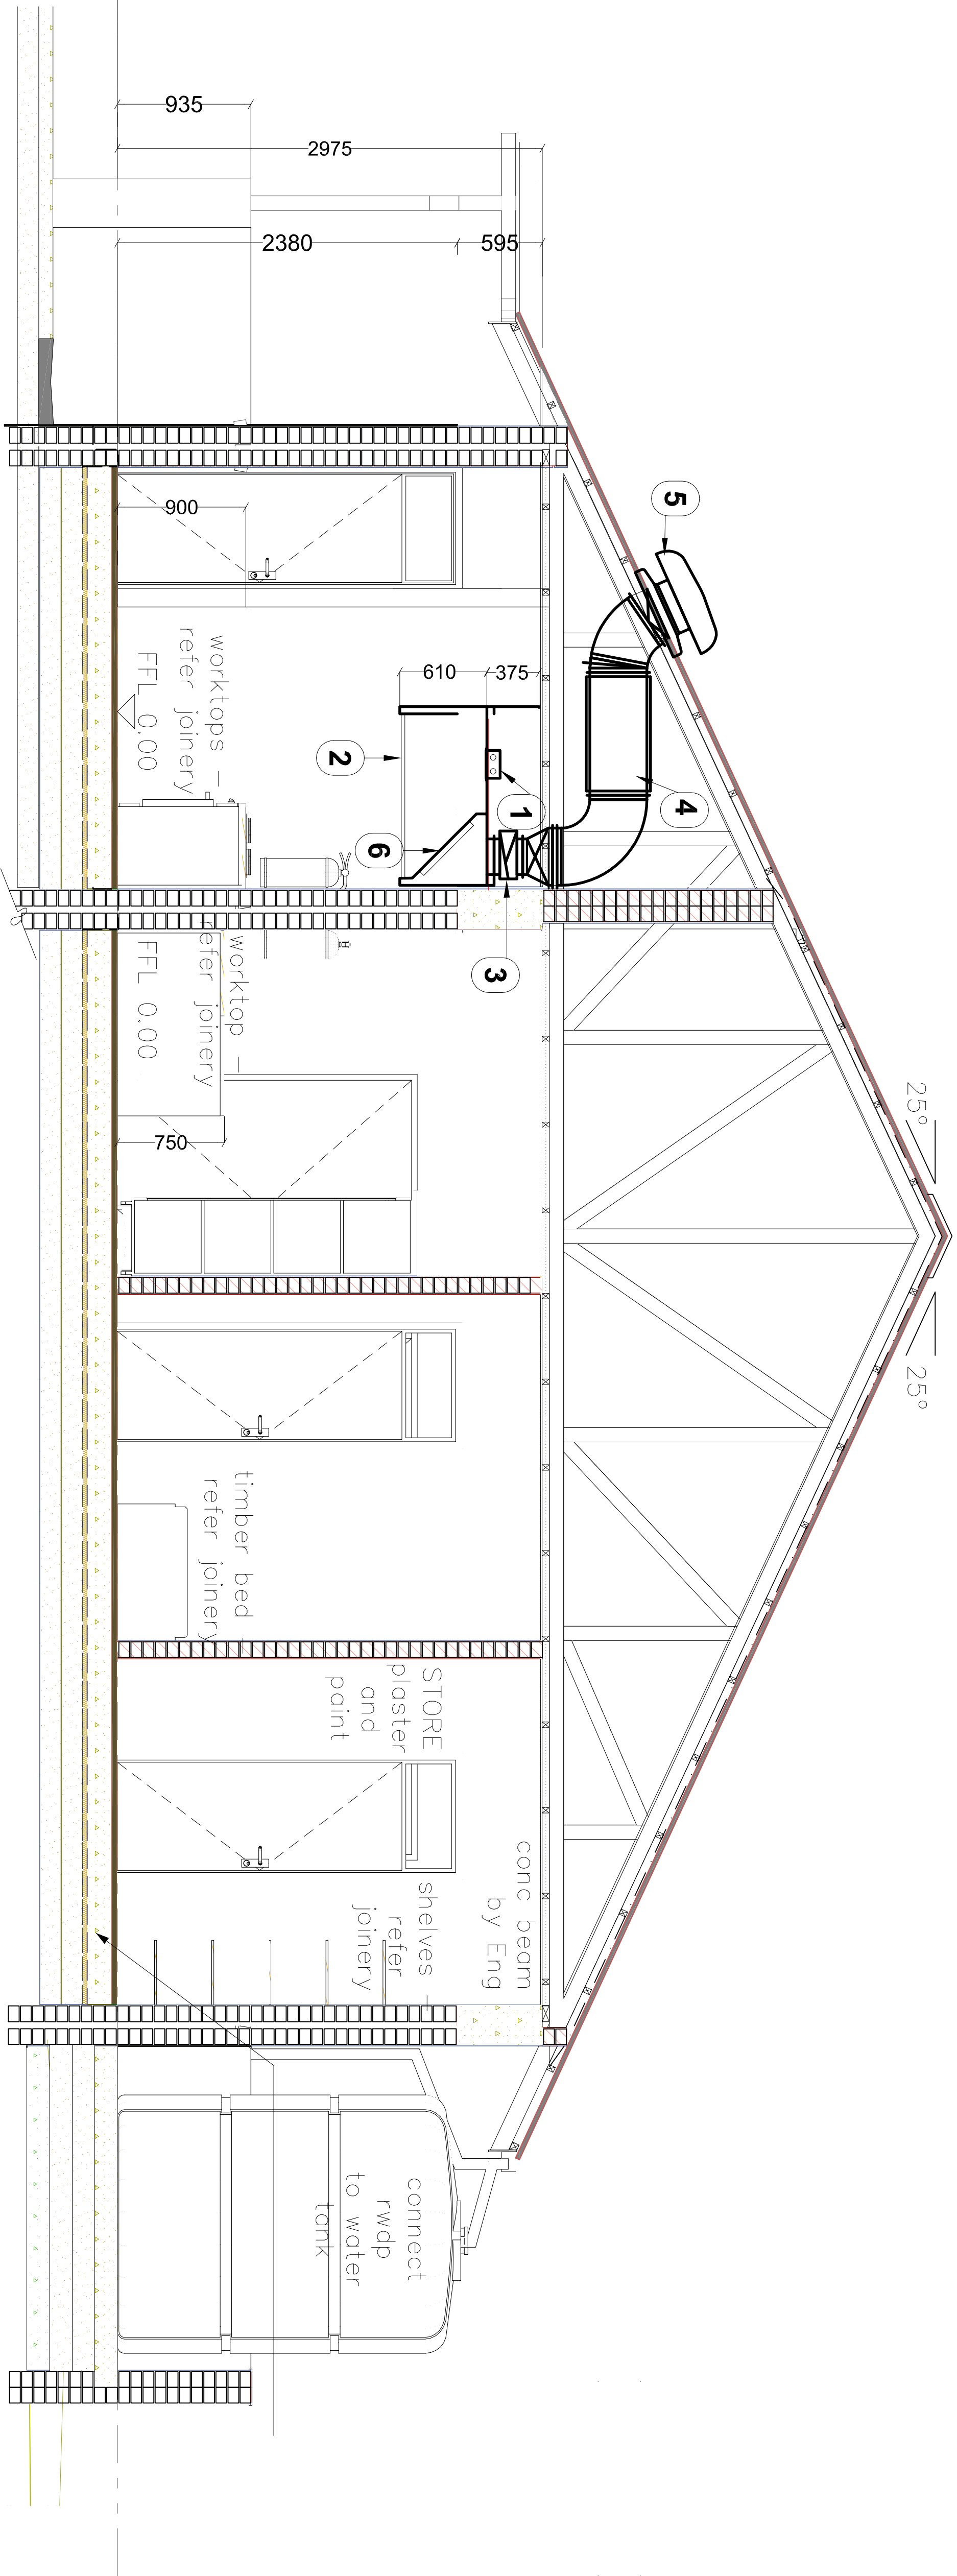 935
2975
2380
595
900
worktops –
refer joinery
FFL 0.00
610
375
5
4
1
2
6
3
worktop –
refer joinery
FFL 0.00
750
25°
25°
timber bed –
refer joinery
STORE
plaster
and
paint
conc beam
by Eng
shelves –
refer
joinery
connect
rwdp
to water
tank